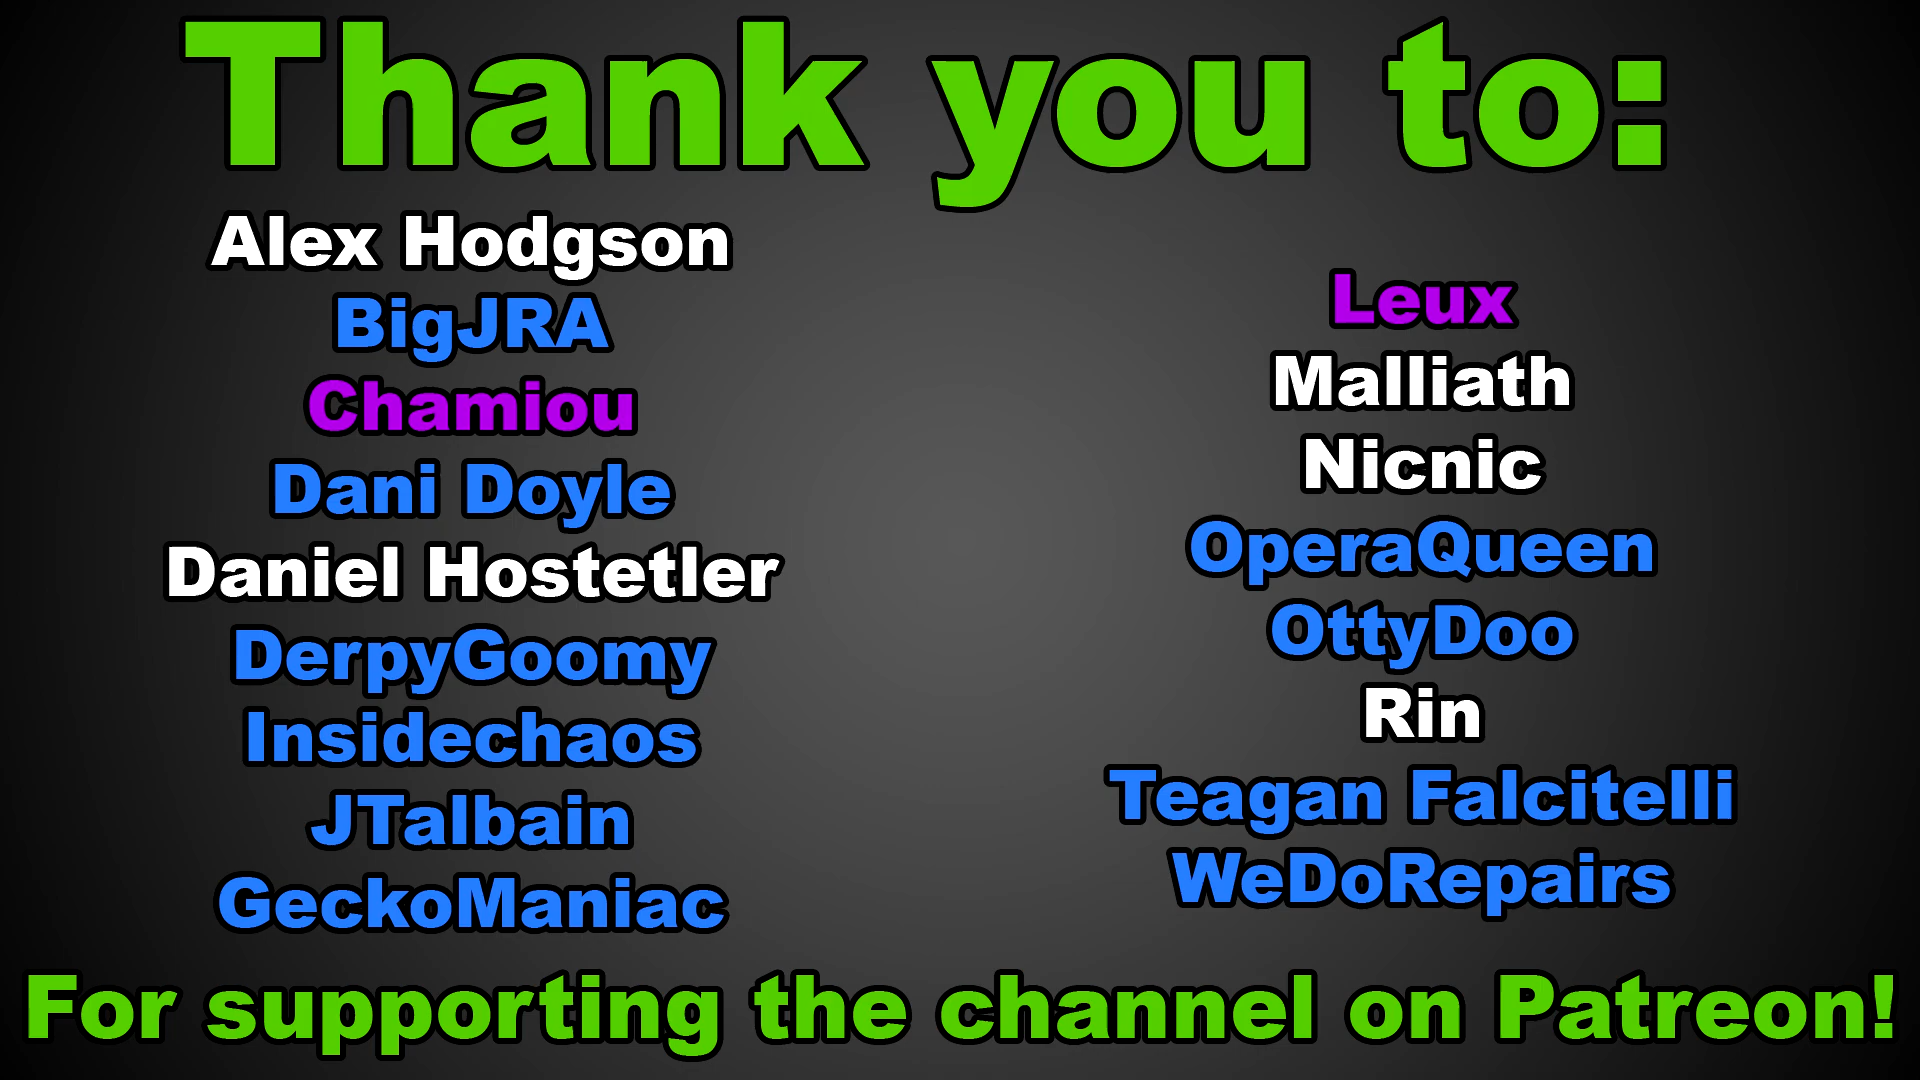 Thank you to:
Alex Hodgson
BigJRA
Chamiou
Dani Doyle
Daniel Hostetler
DerpyGoomy
Insidechaos
JTalbain
GeckoManiac
Leux
Malliath
Nicnic
OperaQueen
OttyDoo
Rin
Teagan Falcitelli
WeDoRepairs
For supporting the channel on Patreon!